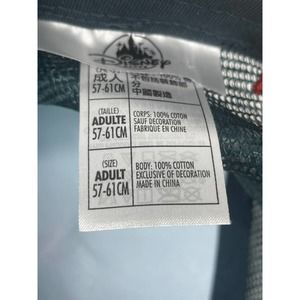 Disney
成人
57-61CM
中國製造
(TAILLE)
ADULTE
57-61CM
CORPS: 100% COTON
SAUF DECORATION
FABRIQUE EN CHINE
(SIZE)
ADULT
57-61CM
BODY: 100% COTTON
EXCLUSIVE OF DECORATION
MADE IN CHINA